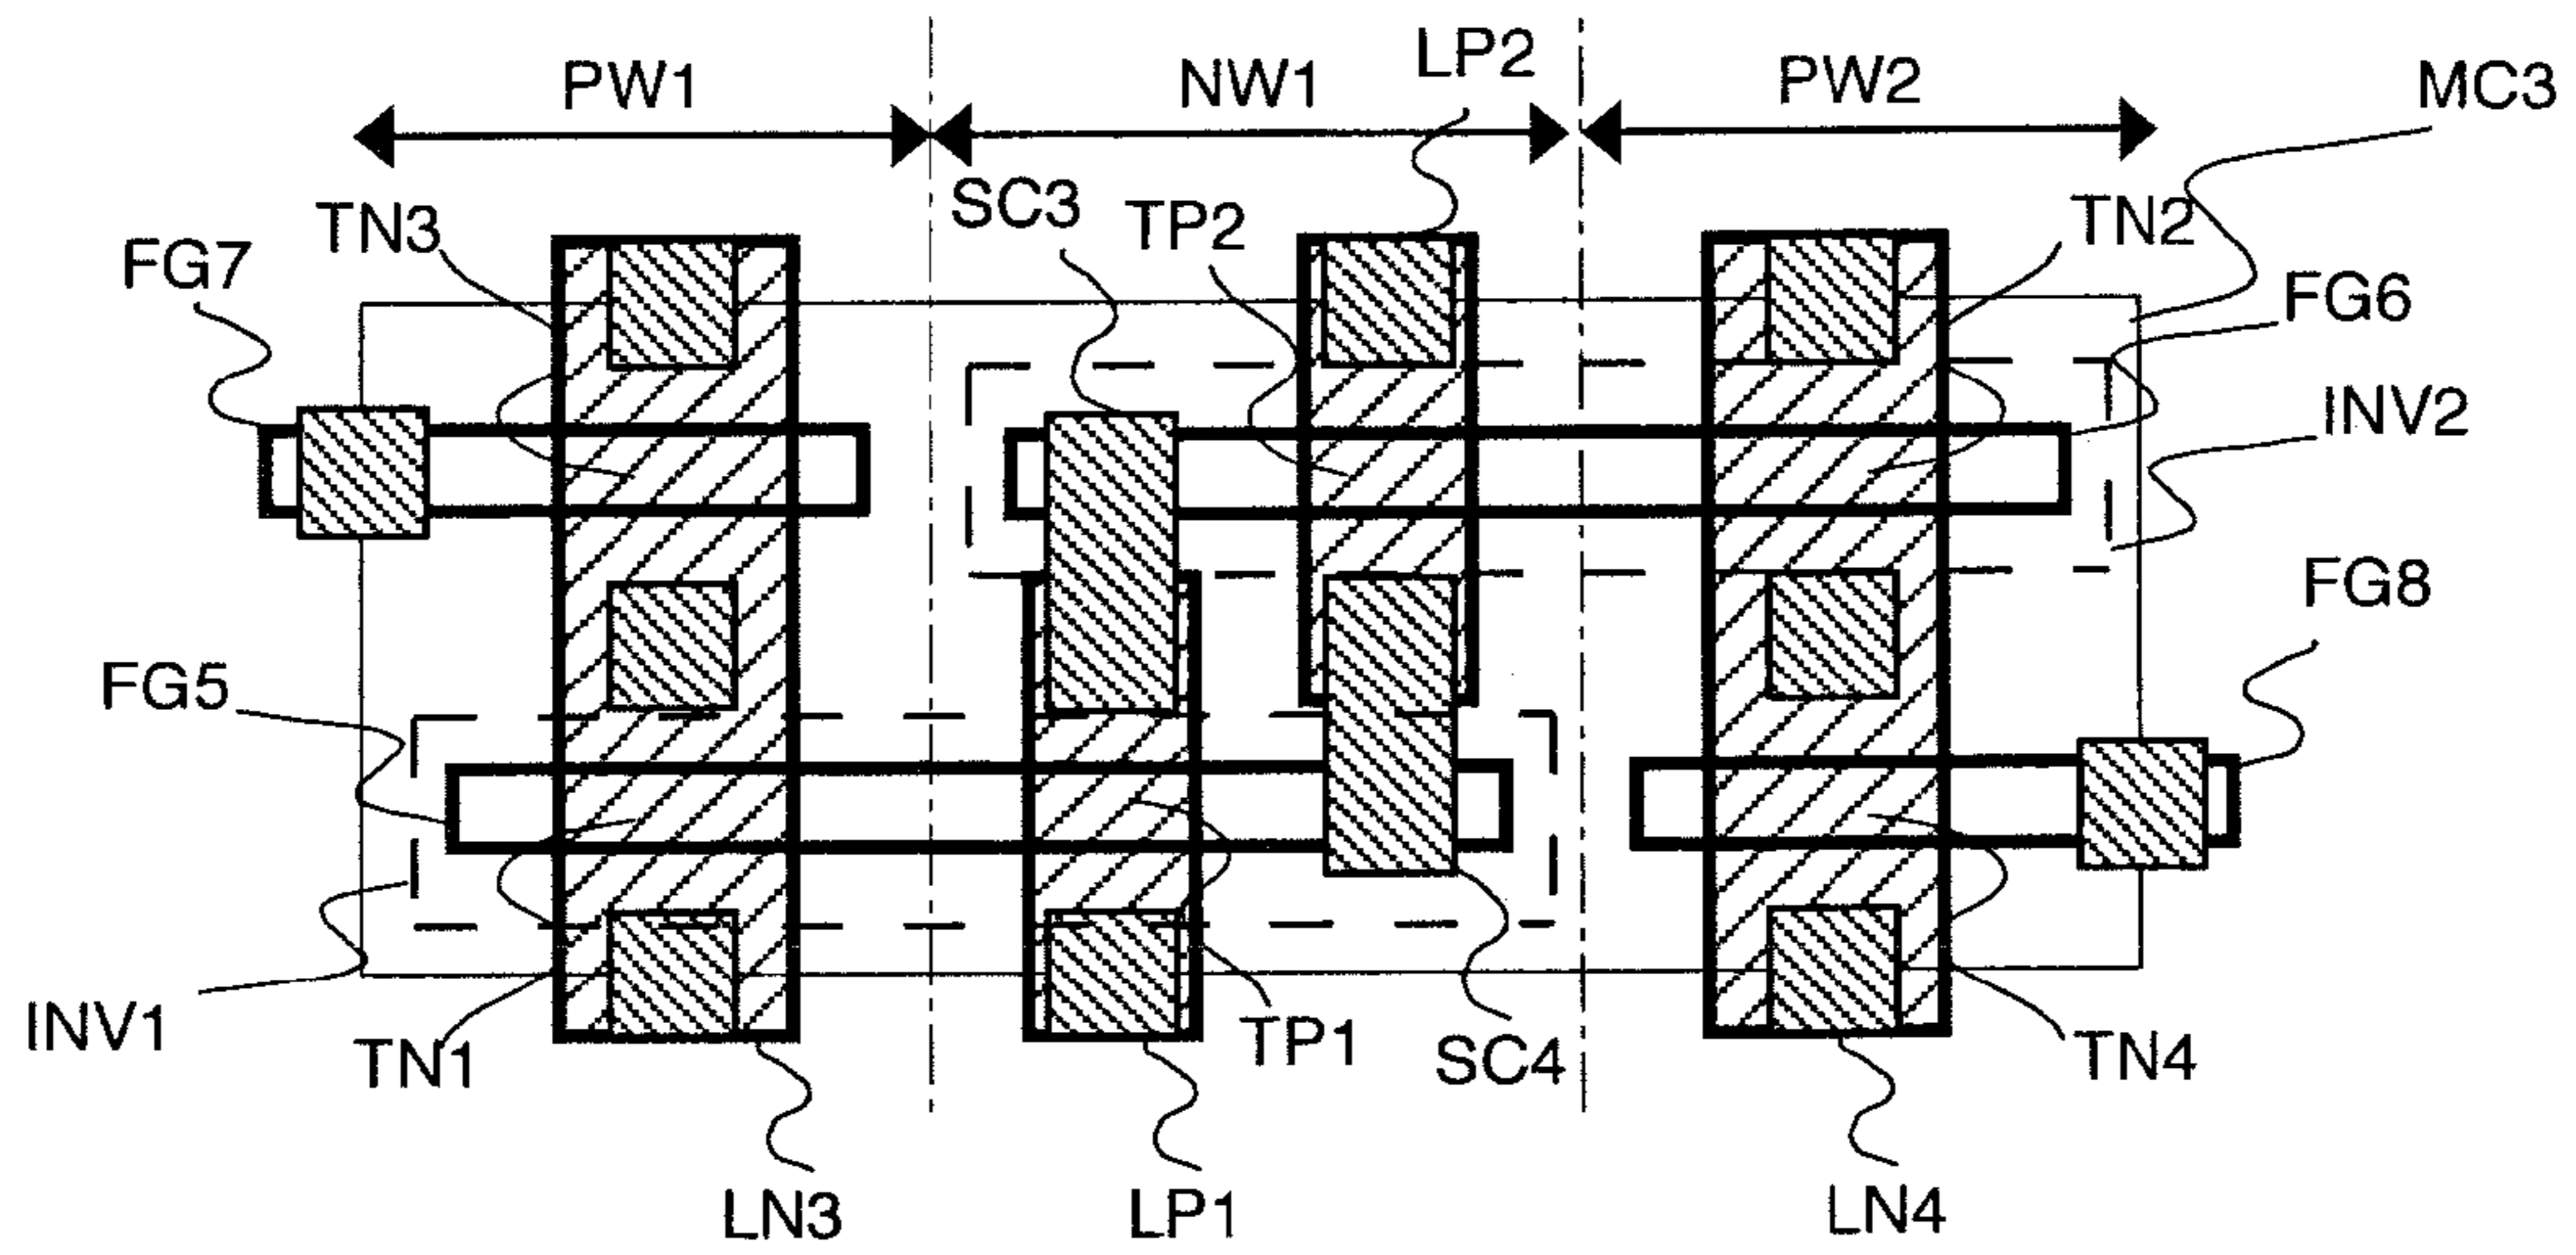 LP2
PW1
NW1
PW2
MC3
SC3
TP2
TN2
TN3
FG7
FG6
INV2
FG8
FG5
INV1
TN1
TP1
SC4
TN4
LN3
LP1
LN4